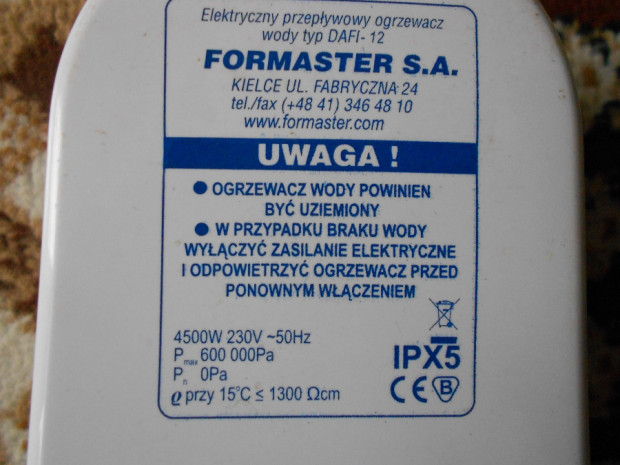 Elektryczny przepływowy ogrzewacz
wody typ DAFI- 12
FORMASTER S.A.
KIELCE UL. FABRYCZNA 24
tel./fax (+48 41) 346 48 10
www.formaster.com
UWAGA !
● OGRZEWACZ WODY POWINIEN
BYĆ UZIEMIONY
● W PRZYPADKU BRAKU WODY
WYŁĄCZYĆ ZASILANIE ELEKTRYCZNE
I ODPOWIETRZYĆ OGRZEWACZ PRZED
PONOWNYM WŁĄCZENIEM
4500W 230V ~50Hz
Pmax 600 000Pa
Pn 0Pa
ϱ przy 15°C ≤ 1300 Ωcm
IPX5
CE B